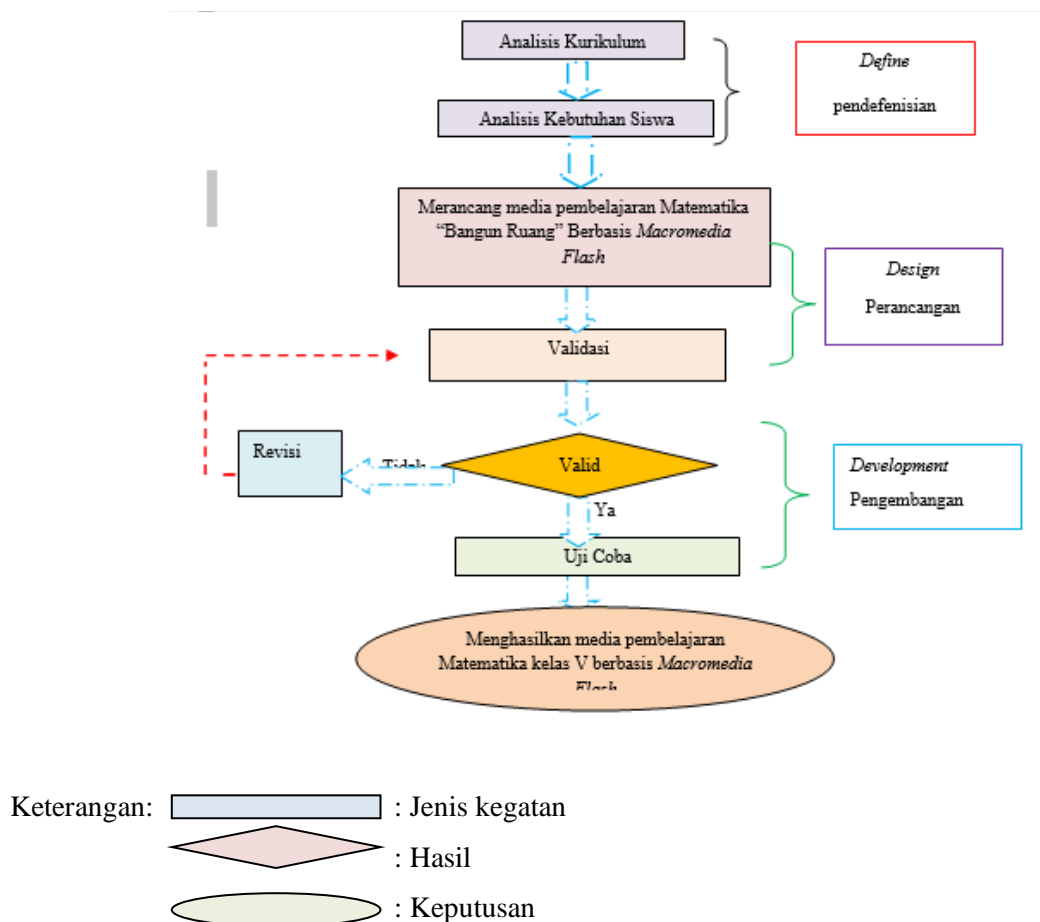 Analisis Kurikulum
Define
pendefenisian
Analisis Kebutuhan Siswa
Merancang media pembelajaran Matematika
“Bangun Ruang” Berbasis Macromedia
Flash
Design
Perancangan
Validasi
Revisi
Tidak
Valid
Development
Pengembangan
Ya
Uji Coba
Menghasilkan media pembelajaran
Matematika kelas V berbasis Macromedia
Flash
Keterangan:
: Jenis kegatan
: Hasil
: Keputusan